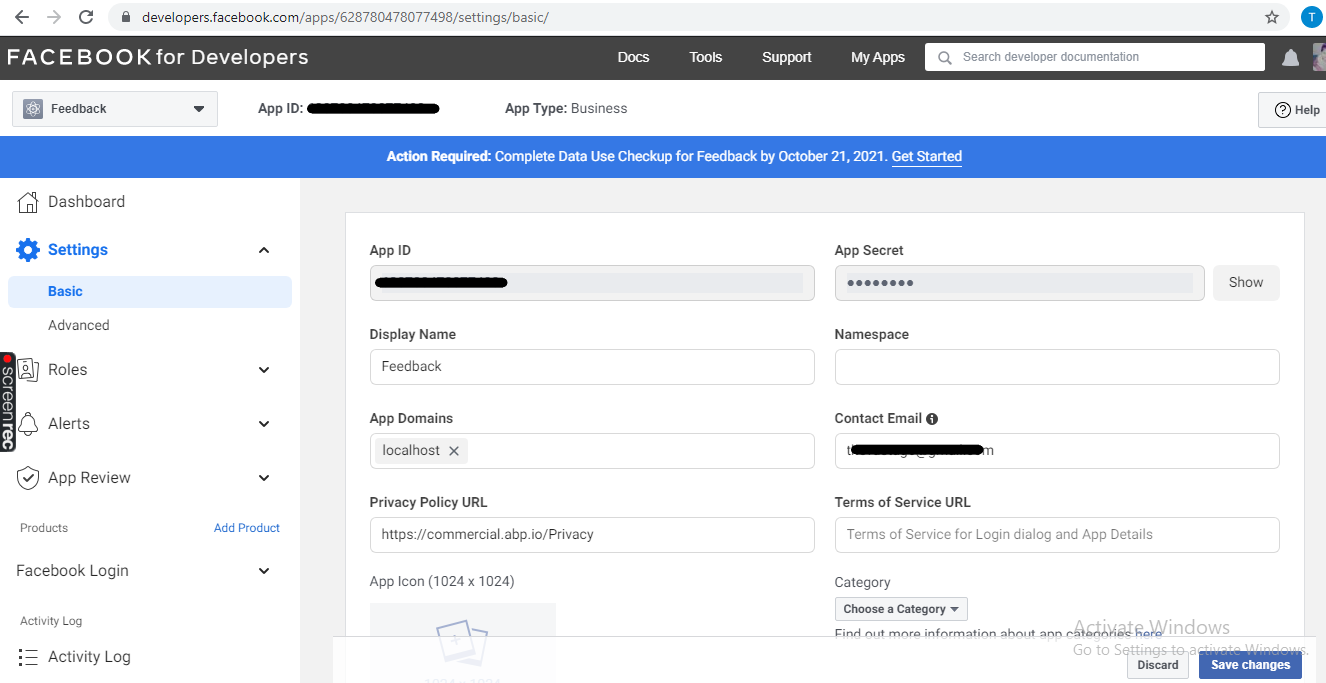 developers.facebook.com/apps/628780478077498/settings/basic/
T
FACEBOOK for Developers
Docs
Tools
Support
My Apps
Search developer documentation
Feedback
App ID:
App Type: Business
Help
Action Required: Complete Data Use Checkup for Feedback by October 21, 2021. Get Started
Dashboard
Settings
Basic
Advanced
Roles
Alerts
App Review
Products
Add Product
Facebook Login
Activity Log
Activity Log
screenrec
App ID
App Secret
Show
Display Name
Feedback
Namespace
App Domains
localhost
Contact Email
Privacy Policy URL
https://commercial.abp.io/Privacy
Terms of Service URL
Terms of Service for Login dialog and App Details
App Icon (1024 x 1024)
Category
Choose a Category
Find out more information about app categories here
Activate Windows
Go to Settings to activate Windows.
Discard
Save changes